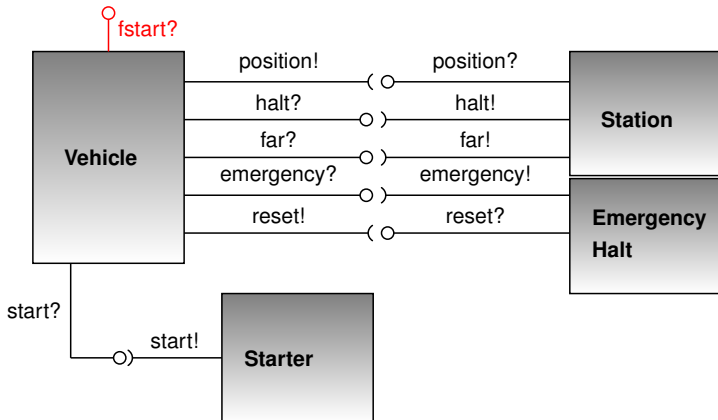 fstart?
position! position?
halt? halt!
Station
far? far!
Vehicle
emergency? emergency!
reset! reset?
Emergency
Halt
start?
start!
Starter